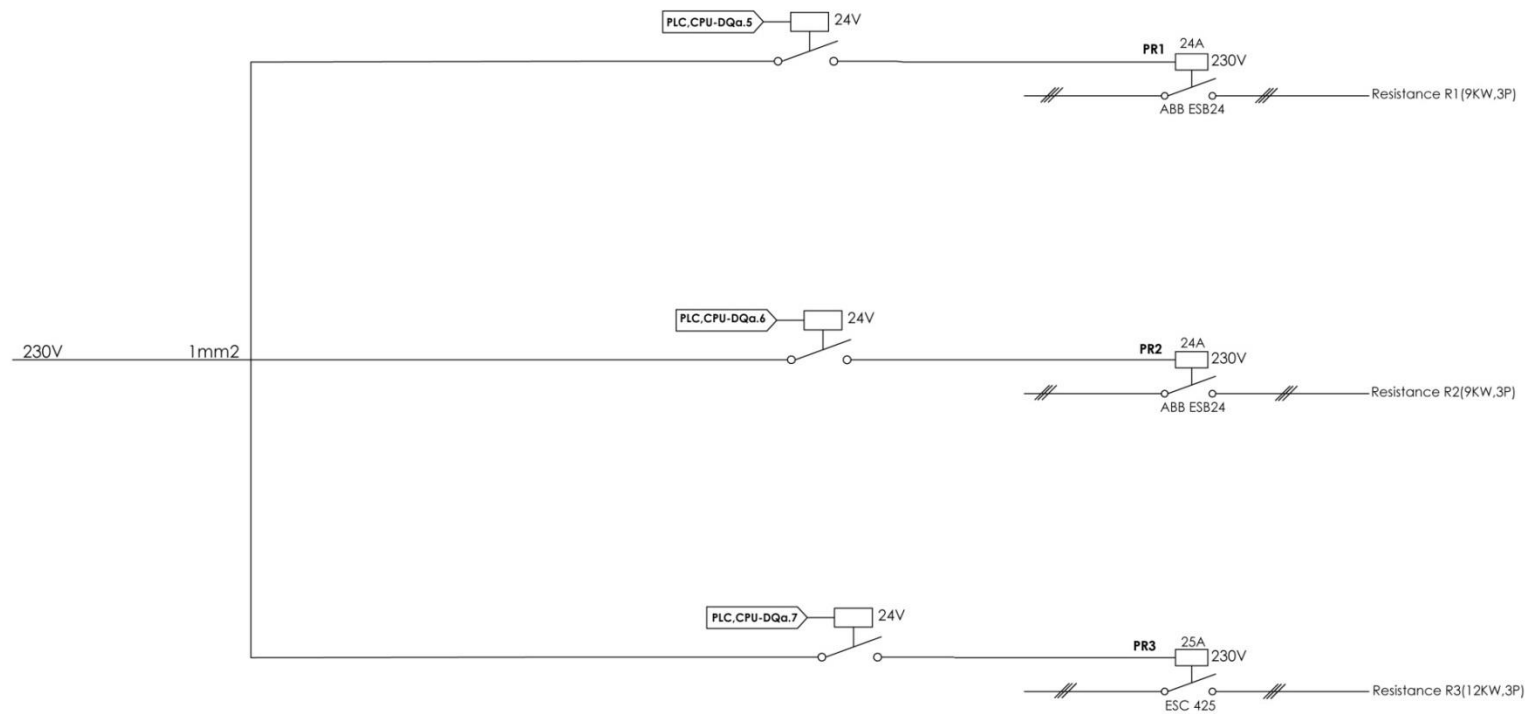 PLC,CPU-DQa.5 24V
PR1 24A
230V
Resistance R1(9KW,3P)
ABB ESB24
PLC,CPU-DQa.6 24V
230V 1mm2
PR2 24A
230V
Resistance R2(9KW,3P)
ABB ESB24
PLC,CPU-DQa.7 24V
PR3 25A
230V
Resistance R3(12KW,3P)
ESC 425